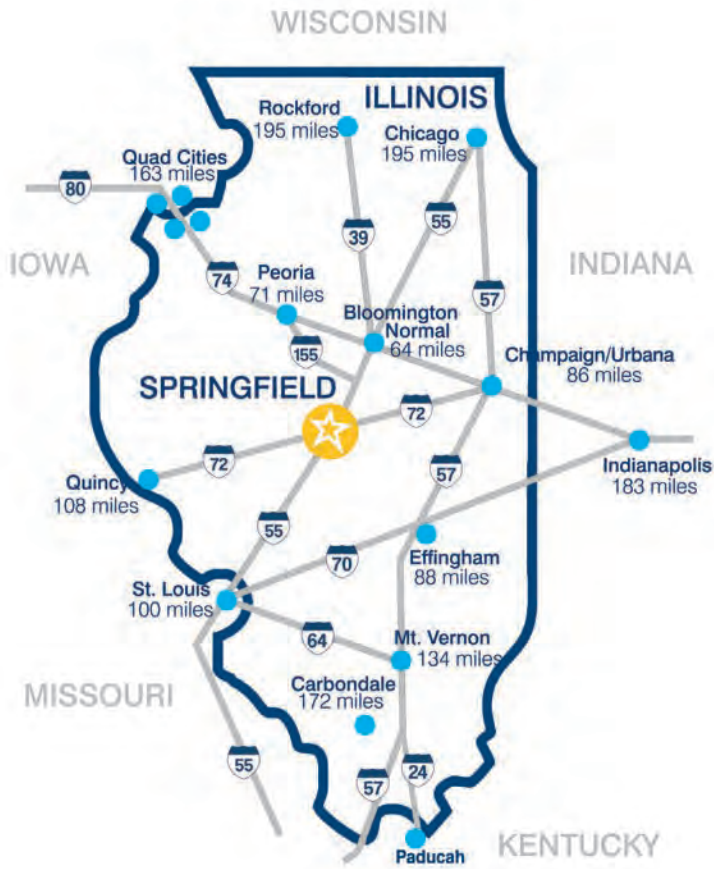 WISCONSIN
ILLINOIS
Rockford
195 miles
Chicago
195 miles
Quad Cities
163 miles
80
55
39
IOWA
INDIANA
74
Peoria
71 miles
57
Bloomington
Normal
64 miles
155
Champaign/Urbana
86 miles
SPRINGFIELD
72
72
57
Quincy
108 miles
Indianapolis
183 miles
55
70
Effingham
88 miles
St. Louis
100 miles
64
Mt. Vernon
134 miles
MISSOURI
Carbondale
172 miles
55
57
24
Paducah
KENTUCKY